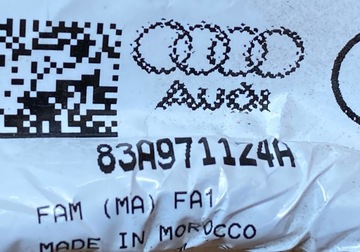 Audi
83A971124A
FAM (MA) FA1
MADE IN MOROCCO